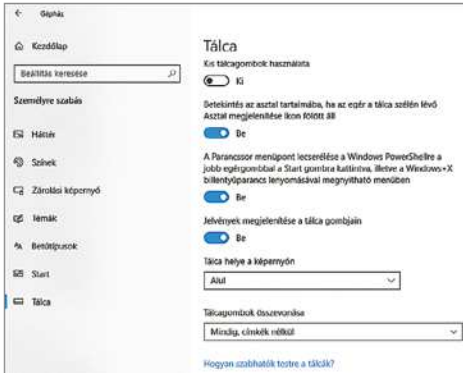 Gépház
Kezdőlap
Beállítás keresése
Személyre szabás
Háttér
Színek
Zárolási képernyő
Témák
Betűtípusok
Start
Tálca
Tálca
Kis tálcagombok használata
Ki
Betekintés az asztal tartalmába, ha az egér a tálca szélén lévő
Asztal megjelenítése ikon fölött áll
Be
A Parancssor menüpont lecserélése a Windows PowerShellre a
jobb egérgombbal a Start gombra kattintva, illetve a Windows+X
billentyűparancs lenyomásával megnyitható menüben
Be
Jelvények megjelenítése a tálca gombjain
Be
Tálca helye a képernyőn
Alul
Tálcagombok összevonása
Mindig, címkék nélkül
Hogyan szabhatók testre a tálcák?